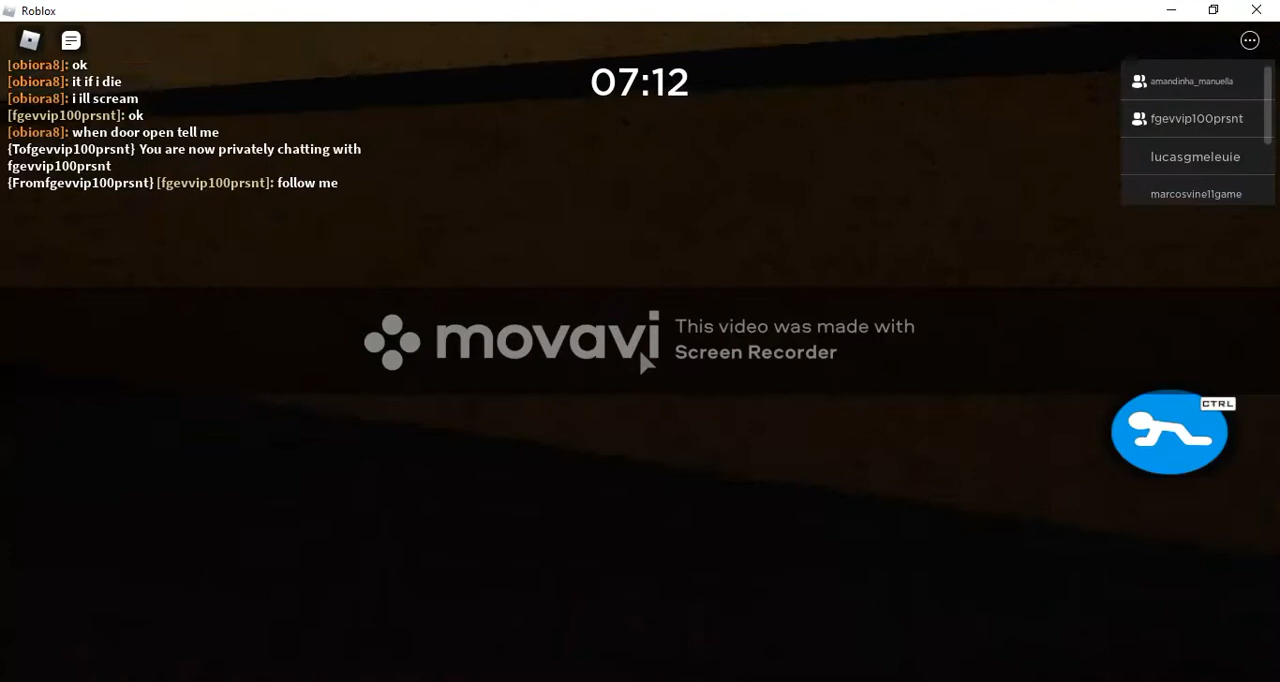 Roblox
[obiora8]: ok
[obiora8]: it if i die
[obiora8]: i ill scream
[fgevvip100prsnt]: ok
[obiora8]: when door open tell me
{Tofgevvip100prsnt} You are now privately chatting with
fgevvip100prsnt
{Fromfgevvip100prsnt} [fgevvip100prsnt]: follow me
07:12
amandinha_manuella
fgevvip100prsnt
lucasgmeleuie
marcosvine11game
movavi
This video was made with
Screen Recorder
CTRL